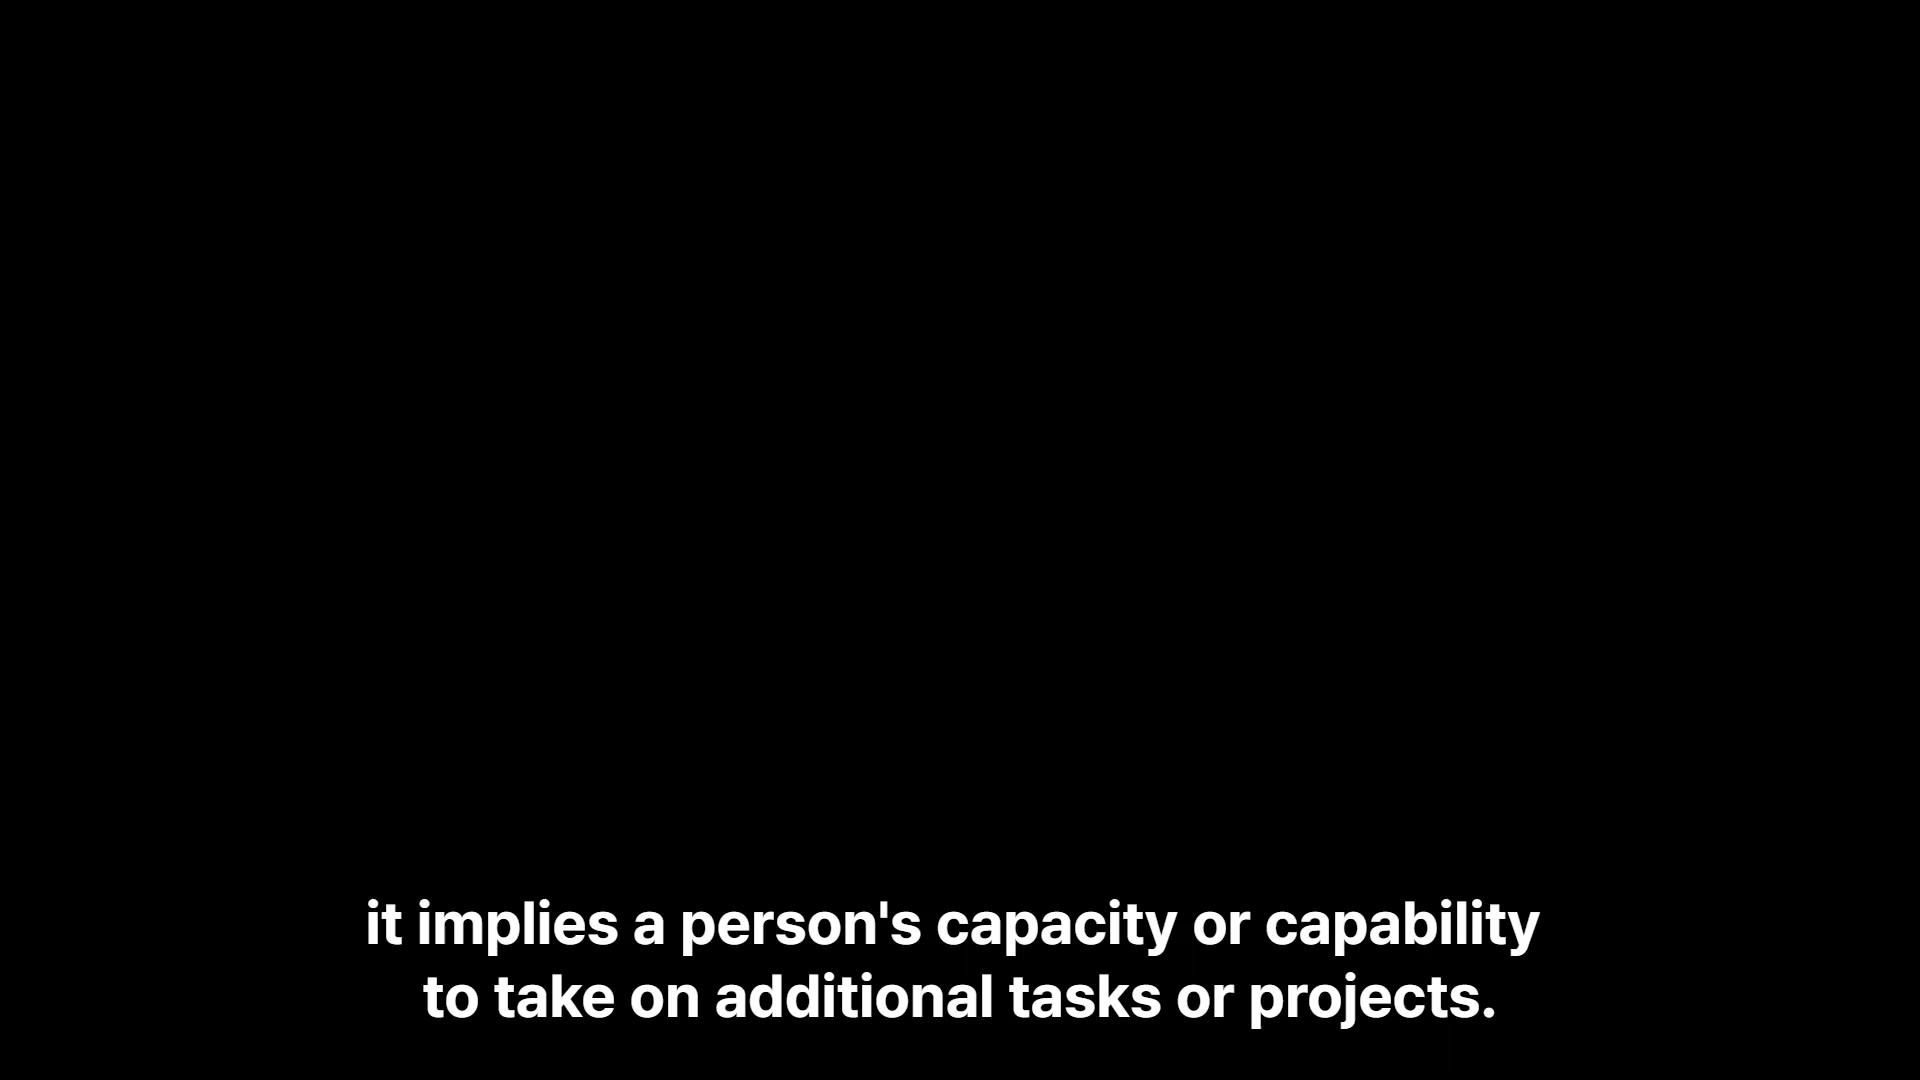 it implies a person's capacity or capability
to take on additional tasks or projects.